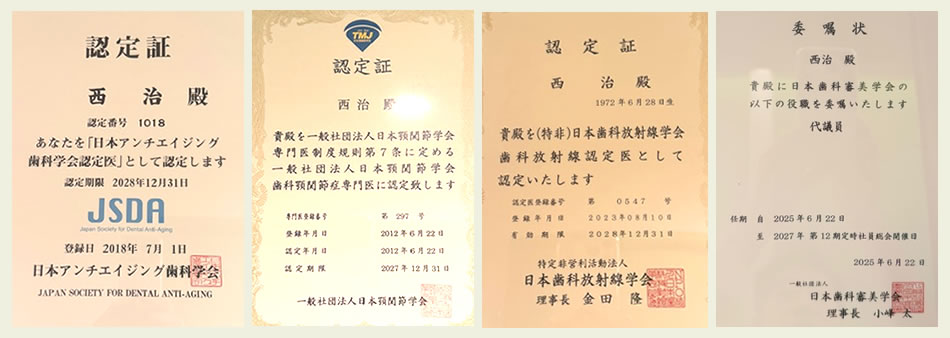 認定証
西 治 殿
認定番号 1018
あなたを「日本アンチエイジング
歯科学会認定医」として認定します
認定期限 2028年12月31日
JSDA
Japan Society for Dental Anti-Aging
登録日 2018年 7月 1日
日本アンチエイジング歯科学会
JAPAN SOCIETY FOR DENTAL ANTI-AGING
TMJ
認定証
西 治 殿
貴殿を一般社団法人日本顎関節学会
専門医制度規則第7条に定める
一般社団法人日本顎関節学会
歯科顎関節症専門医に認定致します
専門医登録番号 第 297 号
登録年月日 2012年6月22日
認定年月日 2012年6月22日
認定期限 2027年12月31日
一般社団法人日本顎関節学会
認定証
西 治 殿
1972年6月28日生
貴殿を(特非)日本歯科放射線学会
歯科放射線認定医として
認定いたします
認定医登録番号 第 0547 号
登録年月日 2023年08月10日
有効期限 2028年12月31日
特定非営利活動法人
日本歯科放射線学会
理事長 金田 隆
委嘱状
西治 殿
貴殿に日本歯科審美学会の
以下の役職を委嘱いたします
代議員
任期 自 2025年6月22日
至 2027年 第12期定時社員総会開催日
2025年6月22日
一般社団法人
日本歯科審美学会
理事長 小峰 太